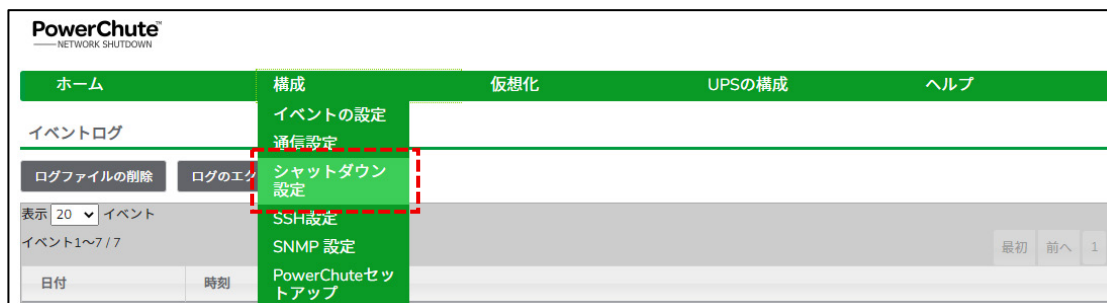 PowerChute™
NETWORK SHUTDOWN
ホーム 構成 仮想化 UPSの構成 ヘルプ
イベントの設定
通信設定
シャットダウン
設定
SSH設定
SNMP 設定
PowerChuteセッ
トアップ
イベントログ
ログファイルの削除 ログのエク
表示 20 イベント
イベント1～7 / 7
最初 前へ 1
日付 時刻